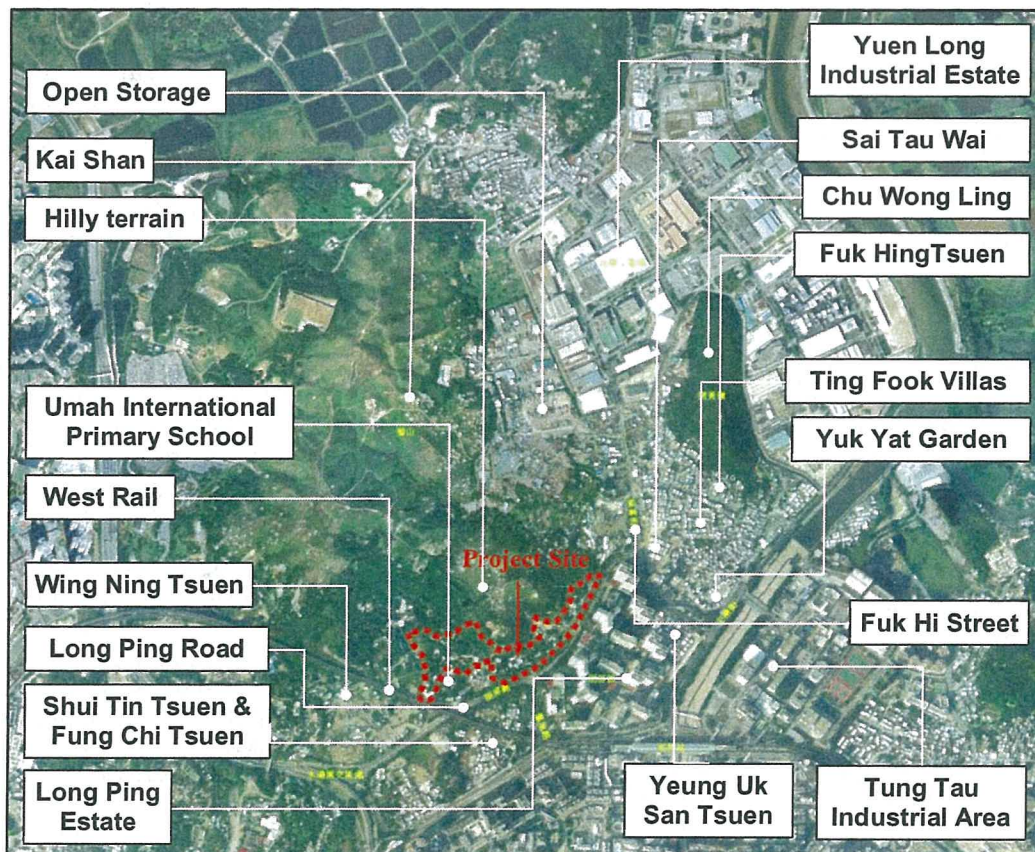 Open Storage
Kai Shan
Hilly terrain
Umah International
Primary School
West Rail
Wing Ning Tsuen
Long Ping Road
Shui Tin Tsuen &
Fung Chi Tsuen
Long Ping
Estate
Project Site
Yuen Long
Industrial Estate
Sai Tau Wai
Chu Wong Ling
Fuk HingTsuen
Ting Fook Villas
Yuk Yat Garden
Fuk Hi Street
Yeung Uk
San Tsuen
Tung Tau
Industrial Area